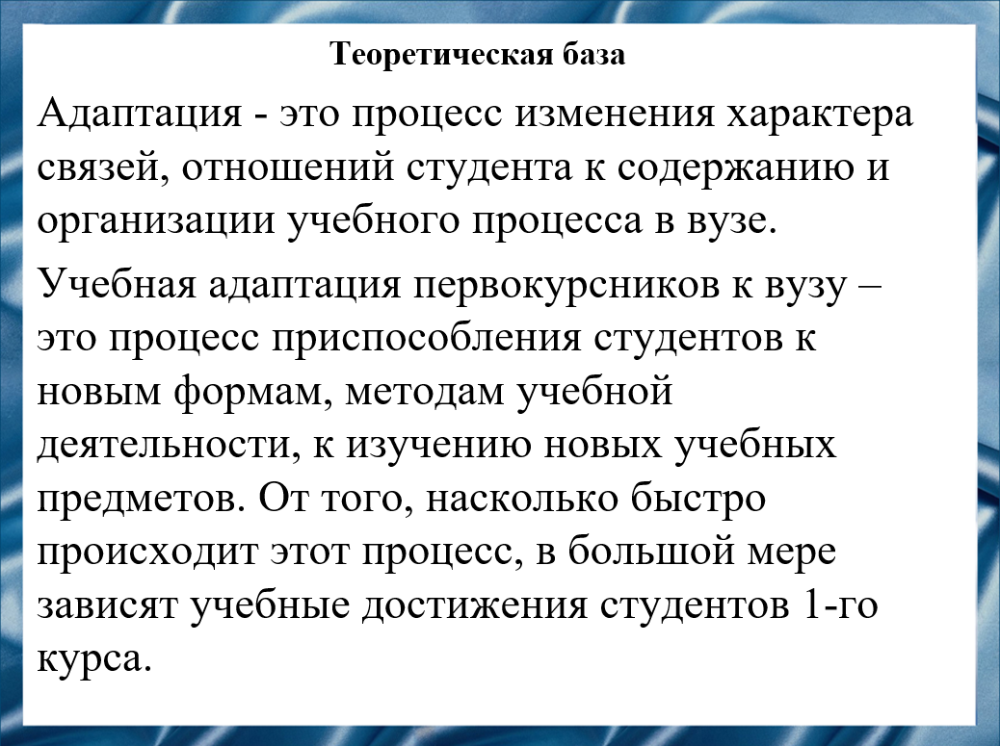 Теоретическая база
Адаптация - это процесс изменения характера
связей, отношений студента к содержанию и
организации учебного процесса в вузе.
Учебная адаптация первокурсников к вузу –
это процесс приспособления студентов к
новым формам, методам учебной
деятельности, к изучению новых учебных
предметов. От того, насколько быстро
происходит этот процесс, в большой мере
зависят учебные достижения студентов 1-го
курса.